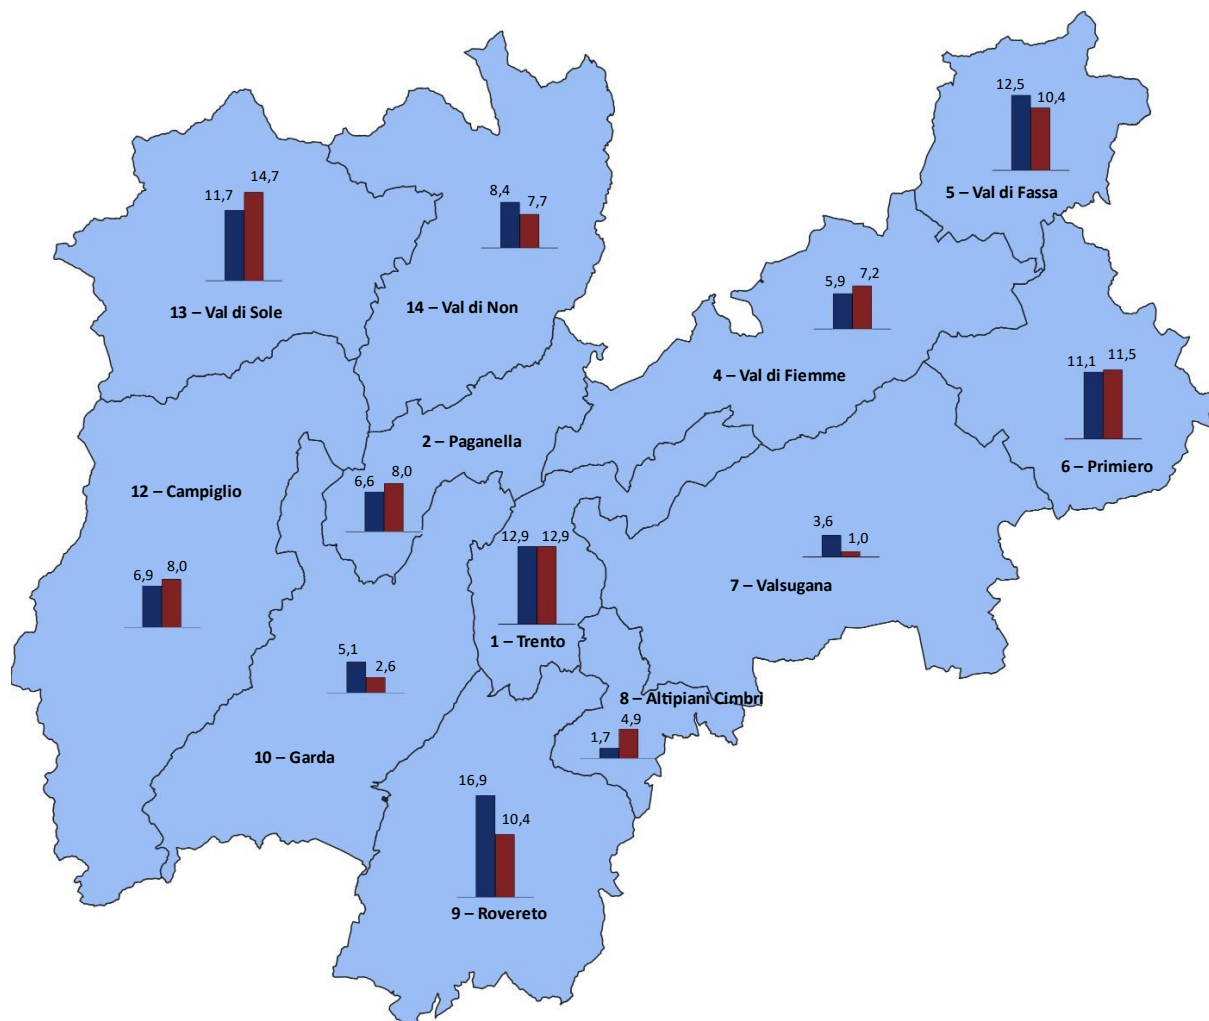 12,5
10,4
5 – Val di Fassa
11,7
14,7
13 – Val di Sole
8,4
7,7
14 – Val di Non
5,9
7,2
4 – Val di Fiemme
11,1
11,5
6 – Primiero
2 – Paganella
6,6
8,0
12 – Campiglio
6,9
8,0
12,9
12,9
1 – Trento
3,6
1,0
7 – Valsugana
5,1
2,6
10 – Garda
8 – Altipiani Cimbri
1,7
4,9
16,9
10,4
9 – Rovereto